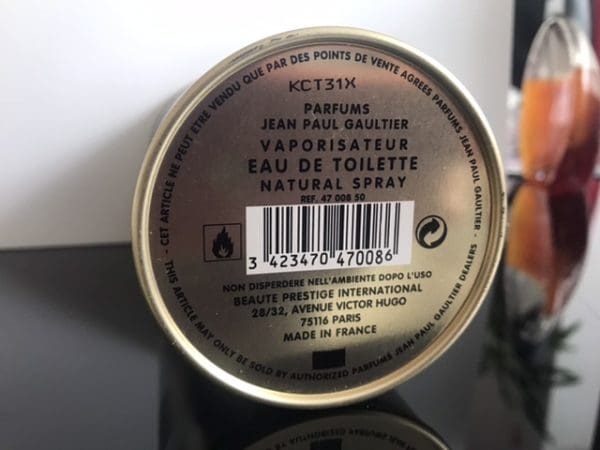 - CET ARTICLE NE PEUT ETRE VENDU QUE PAR DES POINTS DE VENTE AGREES PARFUMS JEAN PAUL GAULTIER -
KCT31X
PARFUMS
JEAN PAUL GAULTIER
VAPORISATEUR
EAU DE TOILETTE
NATURAL SPRAY
REF. 47 008 50
3 423470 470086
NON DISPERDERE NELL'AMBIENTE DOPO L'USO
BEAUTE PRESTIGE INTERNATIONAL
28/32, AVENUE VICTOR HUGO
75116 PARIS
MADE IN FRANCE
THIS ARTICLE MAY ONLY BE SOLD BY AUTHORIZED PARFUMS JEAN PAUL GAULTIER DEALERS